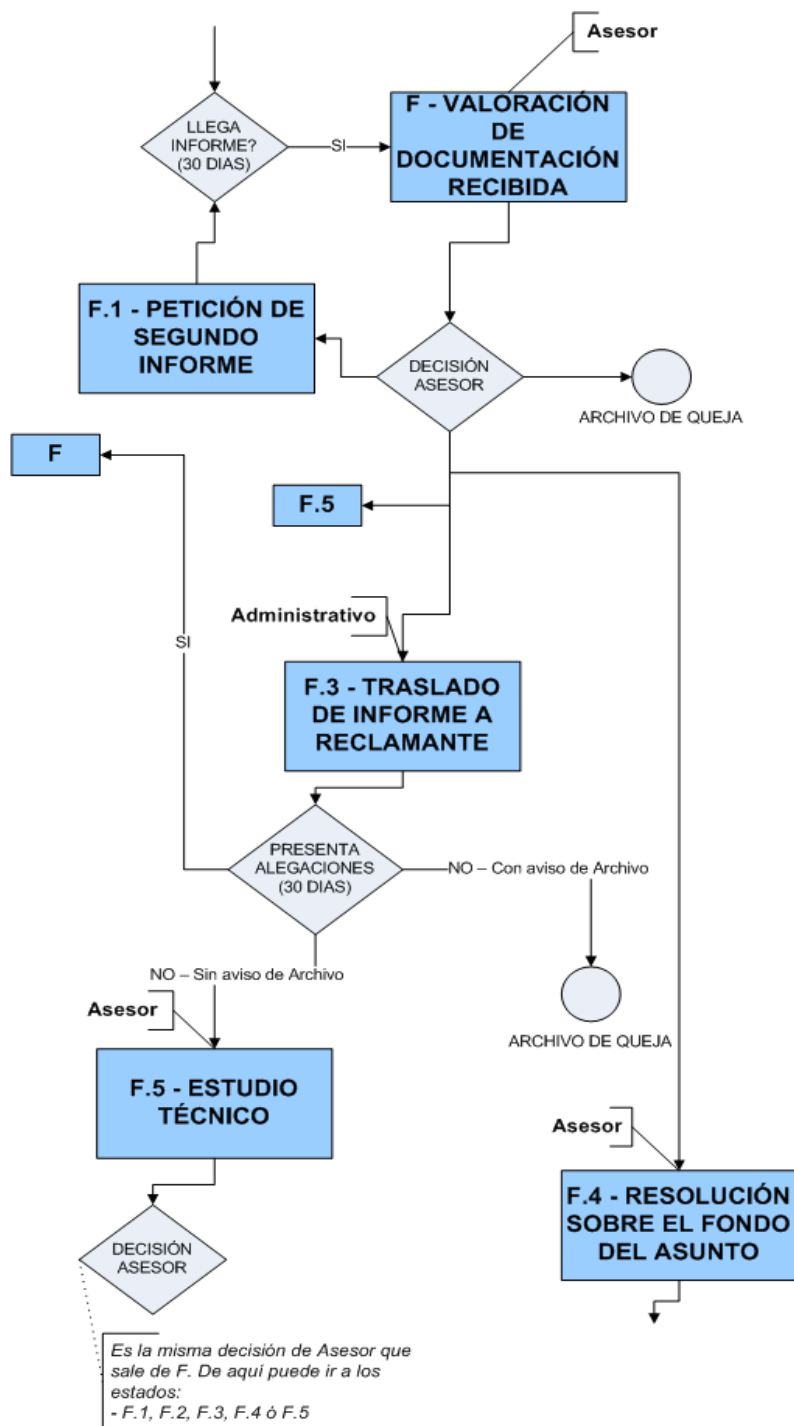 Asesor
LLEGA
INFORME?
(30 DIAS)
SI
F - VALORACIÓN
DE
DOCUMENTACIÓN
RECIBIDA
F.1 - PETICIÓN DE
SEGUNDO
INFORME
DECISIÓN
ASESOR
ARCHIVO DE QUEJA
F
F.5
Administrativo
SI
F.3 - TRASLADO
DE INFORME A
RECLAMANTE
PRESENTA
ALEGACIONES
(30 DIAS)
NO – Con aviso de Archivo
NO – Sin aviso de Archivo
Asesor
ARCHIVO DE QUEJA
F.5 - ESTUDIO
TÉCNICO
Asesor
F.4 - RESOLUCIÓN
SOBRE EL FONDO
DEL ASUNTO
DECISIÓN
ASESOR
Es la misma decisión de Asesor que
sale de F. De aquí puede ir a los
estados:
- F.1, F.2, F.3, F.4 ó F.5